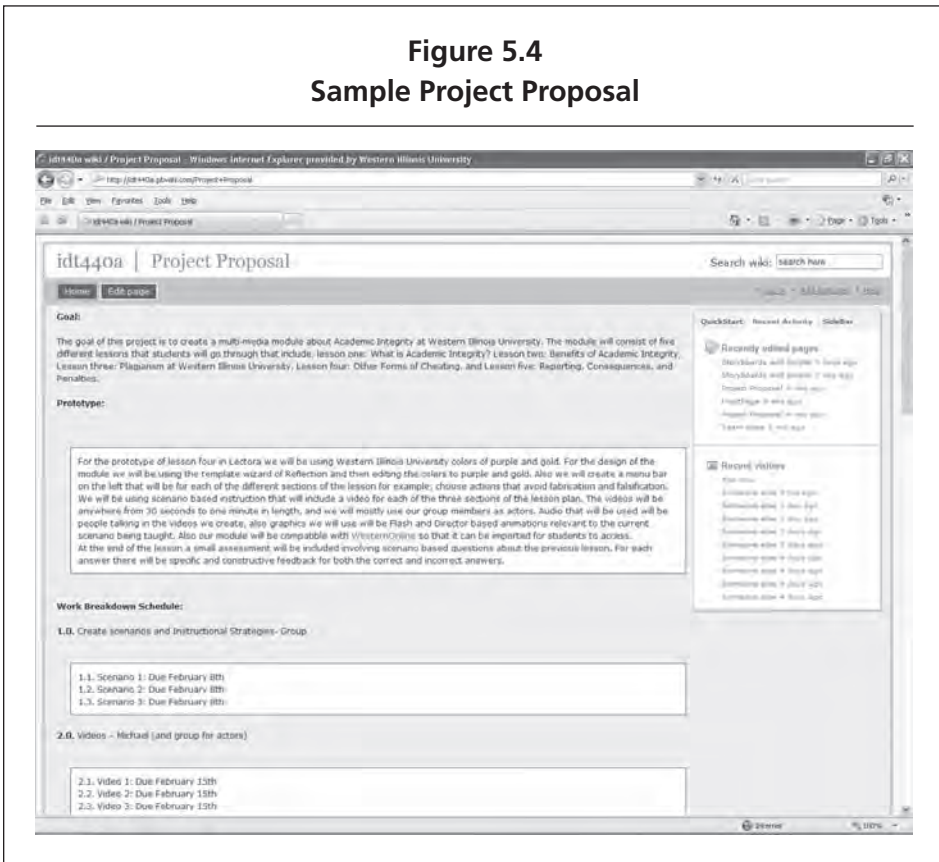 Figure 5.4
Sample Project Proposal
idt440a wiki / Project Proposal - Windows Internet Explorer provided by Western Illinois University
http://idt440a.pbwiki.com/Project+Proposal
File Edit View Favorites Tools Help
idt440a wiki / Project Proposal
Page Tools
idt440a | Project Proposal
Search wiki: search here
Home Edit page
QuickStart Recent Activity SideBar
Goal:
The goal of this project is to create a multi-media module about Academic Integrity at Western Illinois University. The module will consist of five
different lessons that students will go through that include, lesson one: What is Academic Integrity? Lesson two: Benefits of Academic Integrity,
Lesson three: Plagiarism at Western Illinois University, Lesson four: Other Forms of Cheating, and Lesson five: Reporting, Consequences, and
Penalties.
Prototype:
For the prototype of lesson four in Lectora we will be using Western Illinois University colors of purple and gold. For the design of the
module we will be using the template wizard of Reflection and then editing the colors to purple and gold. Also we will create a menu bar
on the left that will be for each of the different sections of the lesson for example; choose actions that avoid fabrication and falsification.
We will be using scenario based instruction that will include a video for each of the three sections of the lesson plan. The videos will be
anywhere from 30 seconds to one minute in length, and we will mostly use our group members as actors. Audio that will be used will be
people talking in the videos we create, also graphics we will use will be Flash and Director based animations relevant to the current
scenario being taught. Also our module will be compatible with WesternOnline so that it can be imported for students to access.
At the end of the lesson a small assessment will be included involving scenario based questions about the previous lesson. For each
answer there will be specific and constructive feedback for both the correct and incorrect answers.
Work Breakdown Schedule:
1.0. Create scenarios and Instructional Strategies- Group
1.1. Scenario 1: Due February 8th
1.2. Scenario 2: Due February 8th
1.3. Scenario 3: Due February 8th
2.0. Videos - Michael (and group for actors)
2.1. Video 1: Due February 15th
2.2. Video 2: Due February 15th
2.3. Video 3: Due February 15th
Recently edited pages
Recent visitors
Internet
100%